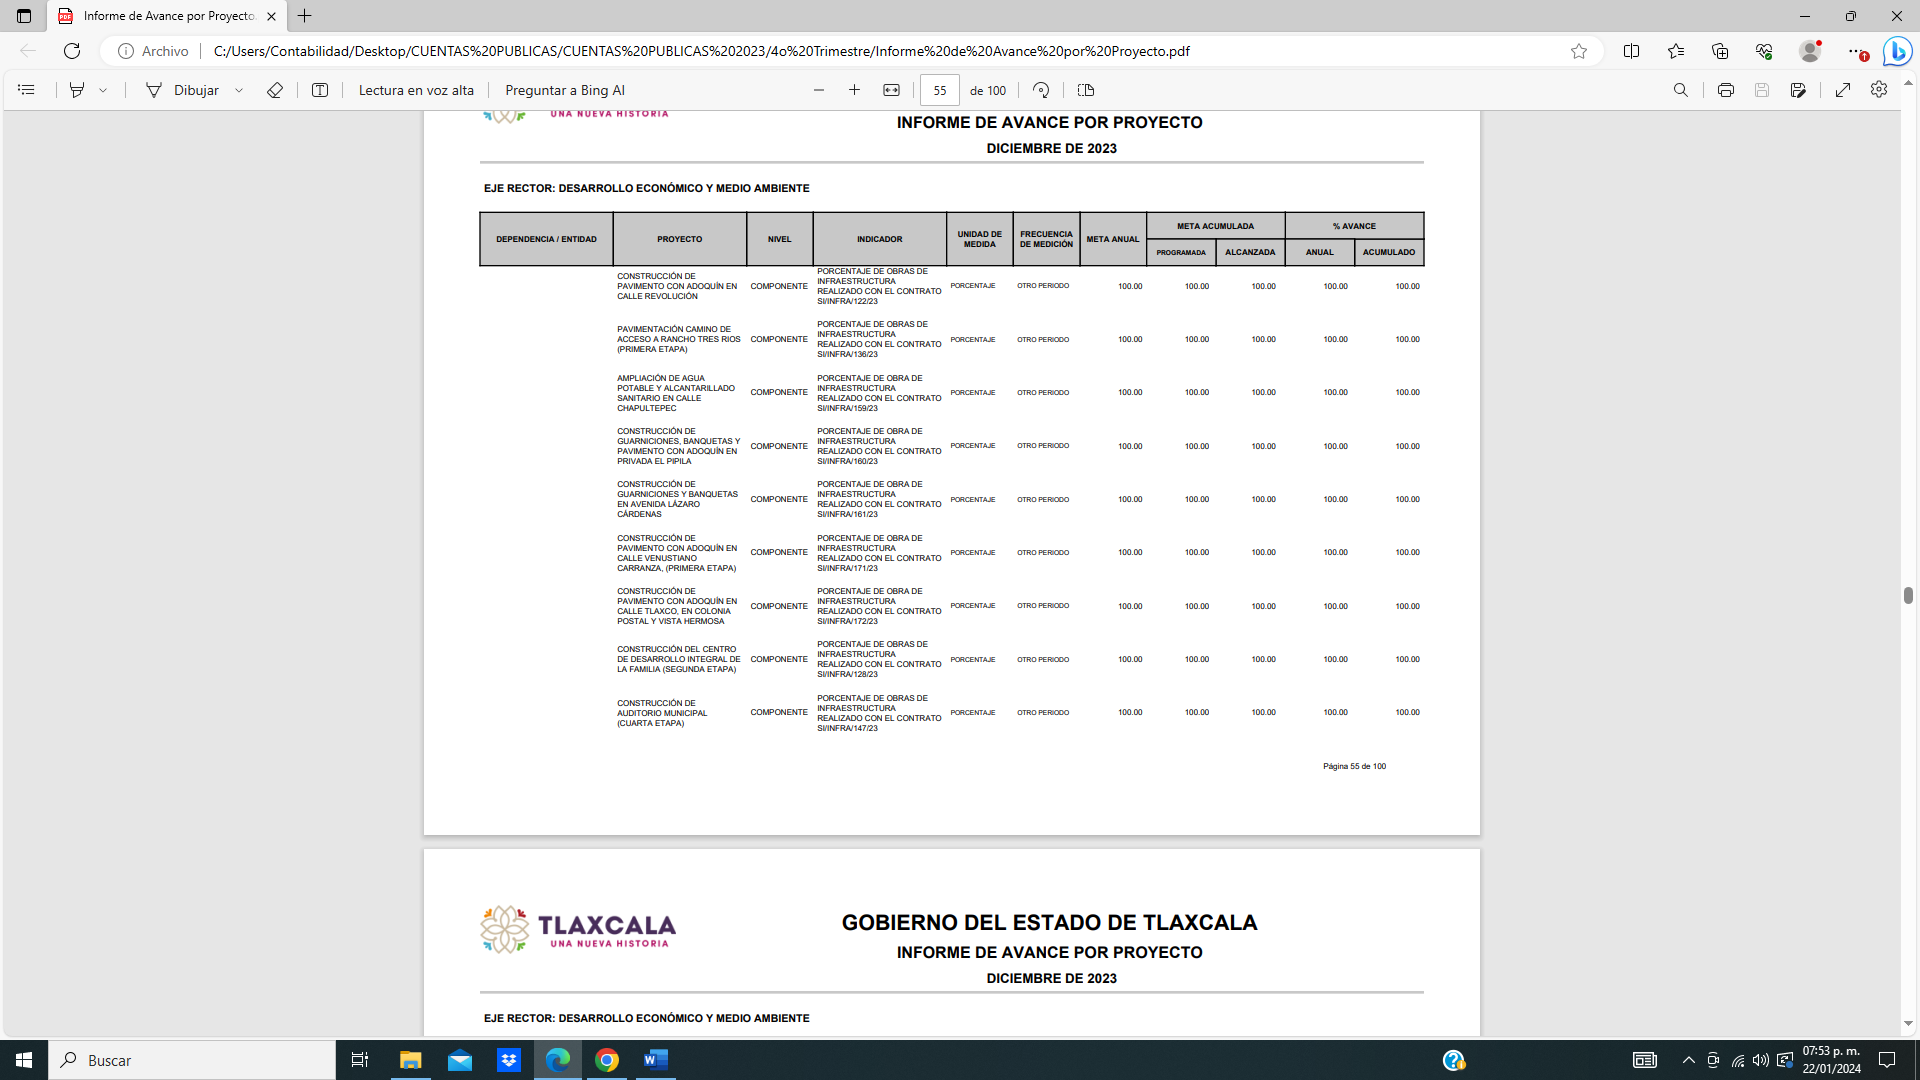 Informe de Avance por Proyecto.
Archivo
C:/Users/Contabilidad/Desktop/CUENTAS%20PUBLICAS/CUENTAS%20PUBLICAS%202023/4o%20Trimestre/Informe%20de%20Avance%20por%20Proyecto.pdf
Dibujar
Lectura en voz alta
Preguntar a Bing AI
55 de 100
UNA NUEVA HISTORIA
INFORME DE AVANCE POR PROYECTO
DICIEMBRE DE 2023
EJE RECTOR: DESARROLLO ECONÓMICO Y MEDIO AMBIENTE
DEPENDENCIA / ENTIDAD
PROYECTO
NIVEL
INDICADOR
UNIDAD DE
MEDIDA
FRECUENCIA
DE MEDICIÓN
META ANUAL
META ACUMULADA
PROGRAMADA
ALCANZADA
% AVANCE
ANUAL
ACUMULADO
CONSTRUCCIÓN DE
PAVIMENTO CON ADOQUÍN EN
CALLE REVOLUCIÓN
COMPONENTE
PORCENTAJE DE OBRAS DE
INFRAESTRUCTURA
REALIZADO CON EL CONTRATO
SI/INFRA/122/23
PORCENTAJE
OTRO PERIODO
100.00 100.00 100.00 100.00 100.00
PAVIMENTACIÓN CAMINO DE
ACCESO A RANCHO TRES RIOS
(PRIMERA ETAPA)
COMPONENTE
PORCENTAJE DE OBRAS DE
INFRAESTRUCTURA
REALIZADO CON EL CONTRATO
SI/INFRA/136/23
PORCENTAJE
OTRO PERIODO
100.00 100.00 100.00 100.00 100.00
AMPLIACIÓN DE AGUA
POTABLE Y ALCANTARILLADO
SANITARIO EN CALLE
CHAPULTEPEC
COMPONENTE
PORCENTAJE DE OBRA DE
INFRAESTRUCTURA
REALIZADO CON EL CONTRATO
SI/INFRA/159/23
PORCENTAJE
OTRO PERIODO
100.00 100.00 100.00 100.00 100.00
CONSTRUCCIÓN DE
GUARNICIONES, BANQUETAS Y
PAVIMENTO CON ADOQUÍN EN
PRIVADA EL PIPILA
COMPONENTE
PORCENTAJE DE OBRA DE
INFRAESTRUCTURA
REALIZADO CON EL CONTRATO
SI/INFRA/160/23
PORCENTAJE
OTRO PERIODO
100.00 100.00 100.00 100.00 100.00
CONSTRUCCIÓN DE
GUARNICIONES Y BANQUETAS
EN AVENIDA LÁZARO
CÁRDENAS
COMPONENTE
PORCENTAJE DE OBRA DE
INFRAESTRUCTURA
REALIZADO CON EL CONTRATO
SI/INFRA/161/23
PORCENTAJE
OTRO PERIODO
100.00 100.00 100.00 100.00 100.00
CONSTRUCCIÓN DE
PAVIMENTO CON ADOQUÍN EN
CALLE VENUSTIANO
CARRANZA, (PRIMERA ETAPA)
COMPONENTE
PORCENTAJE DE OBRA DE
INFRAESTRUCTURA
REALIZADO CON EL CONTRATO
SI/INFRA/171/23
PORCENTAJE
OTRO PERIODO
100.00 100.00 100.00 100.00 100.00
CONSTRUCCIÓN DE
PAVIMENTO CON ADOQUÍN EN
CALLE TLAXCO, EN COLONIA
POSTAL Y VISTA HERMOSA
COMPONENTE
PORCENTAJE DE OBRA DE
INFRAESTRUCTURA
REALIZADO CON EL CONTRATO
SI/INFRA/172/23
PORCENTAJE
OTRO PERIODO
100.00 100.00 100.00 100.00 100.00
CONSTRUCCIÓN DEL CENTRO
DE DESARROLLO INTEGRAL DE
LA FAMILIA (SEGUNDA ETAPA)
COMPONENTE
PORCENTAJE DE OBRAS DE
INFRAESTRUCTURA
REALIZADO CON EL CONTRATO
SI/INFRA/128/23
PORCENTAJE
OTRO PERIODO
100.00 100.00 100.00 100.00 100.00
CONSTRUCCIÓN DE
AUDITORIO MUNICIPAL
(CUARTA ETAPA)
COMPONENTE
PORCENTAJE DE OBRAS DE
INFRAESTRUCTURA
REALIZADO CON EL CONTRATO
SI/INFRA/147/23
PORCENTAJE
OTRO PERIODO
100.00 100.00 100.00 100.00 100.00
Página 55 de 100
TLAXCALA
UNA NUEVA HISTORIA
GOBIERNO DEL ESTADO DE TLAXCALA
INFORME DE AVANCE POR PROYECTO
DICIEMBRE DE 2023
EJE RECTOR: DESARROLLO ECONÓMICO Y MEDIO AMBIENTE
Buscar
07:53 p. m.
22/01/2024